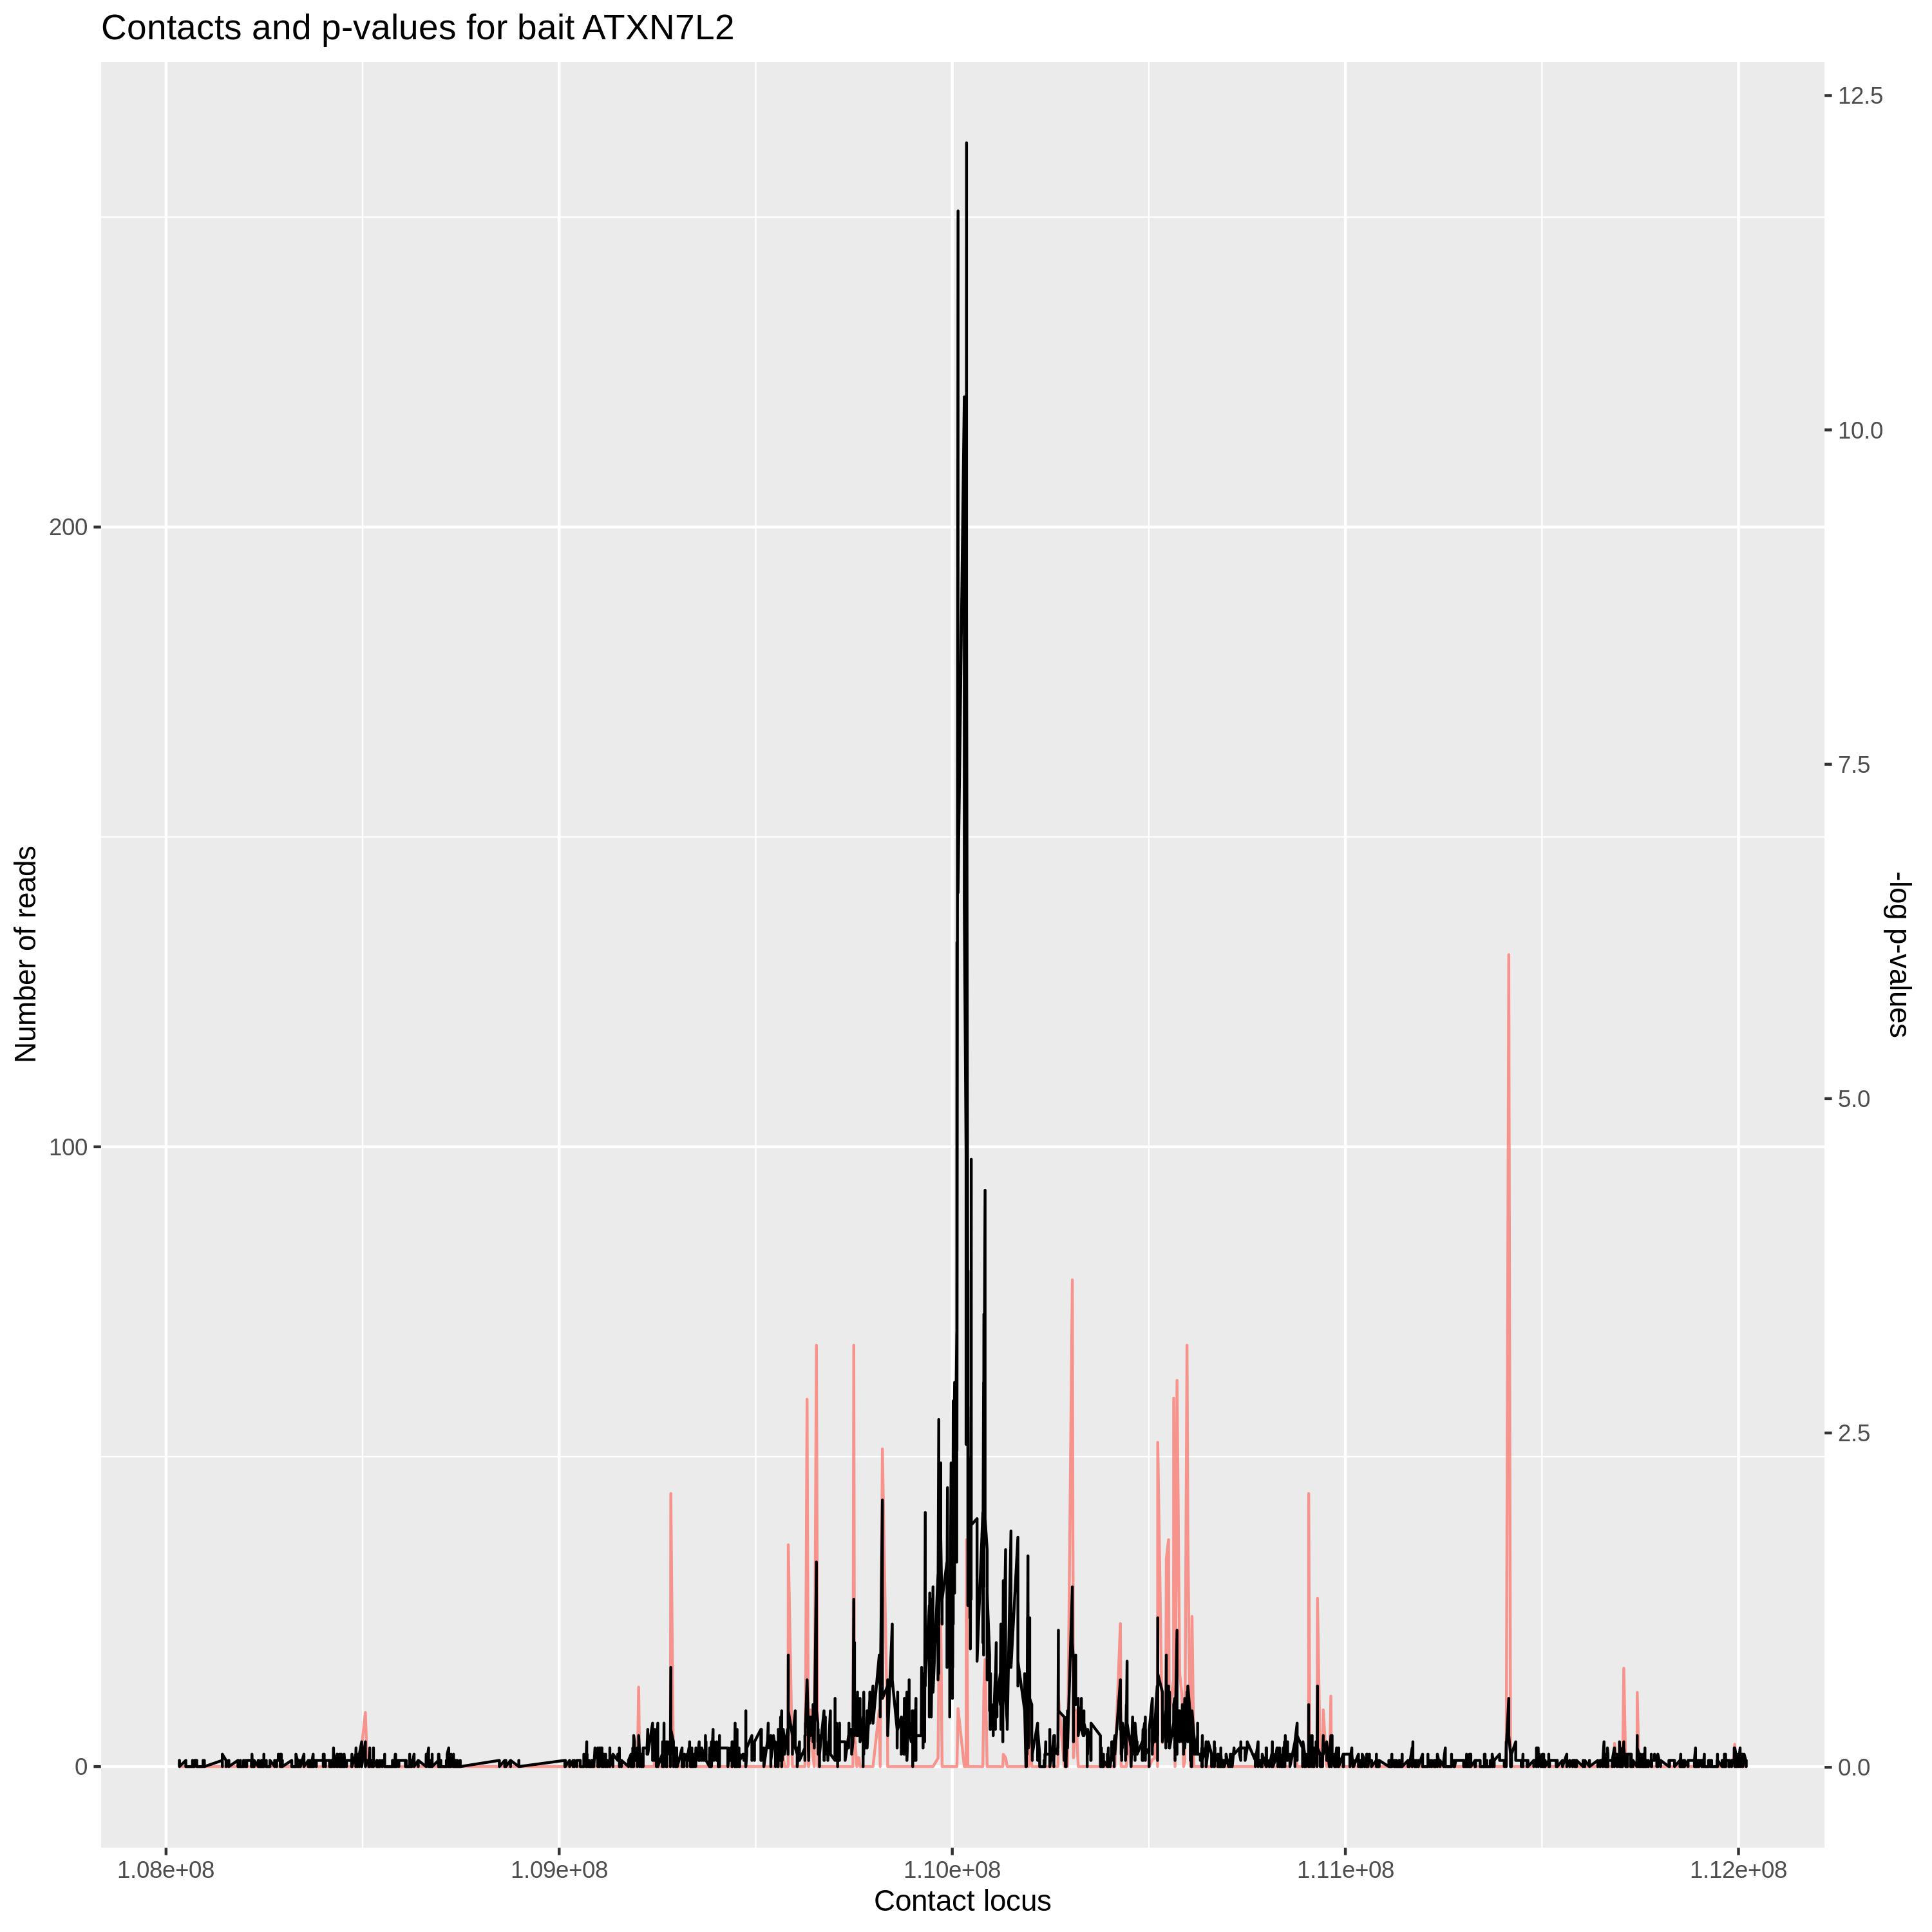 Contacts and p-values for bait ATXN7L2
Number of reads
200
100
0
12.5
10.0
7.5
5.0
2.5
0.0
-log p-values
1.08e+08
1.09e+08
1.10e+08
1.11e+08
1.12e+08
Contact locus